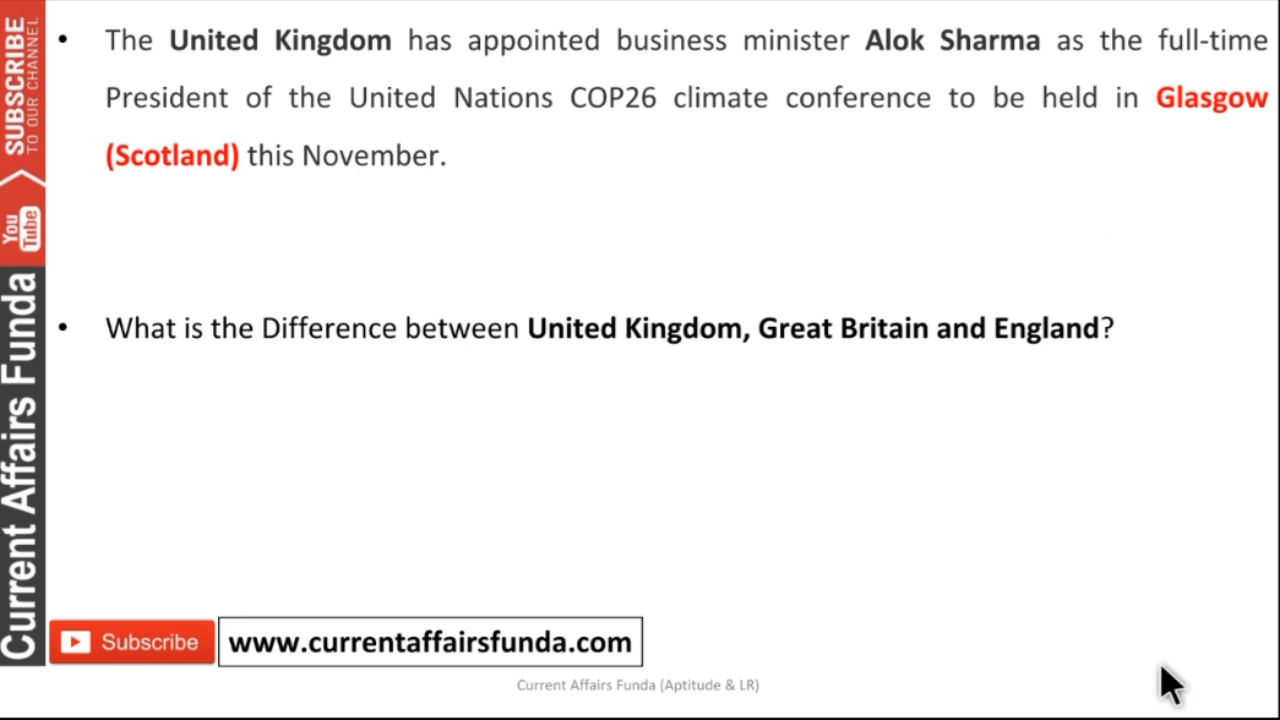 • The United Kingdom has appointed business minister Alok Sharma as the full-time
President of the United Nations COP26 climate conference to be held in Glasgow
(Scotland) this November.
• What is the Difference between United Kingdom, Great Britain and England?
SUBSCRIBE
TO OUR CHANNEL
You
Tube
Current Affairs Funda
Subscribe
www.currentaffairsfunda.com
Current Affairs Funda (Aptitude & LR)